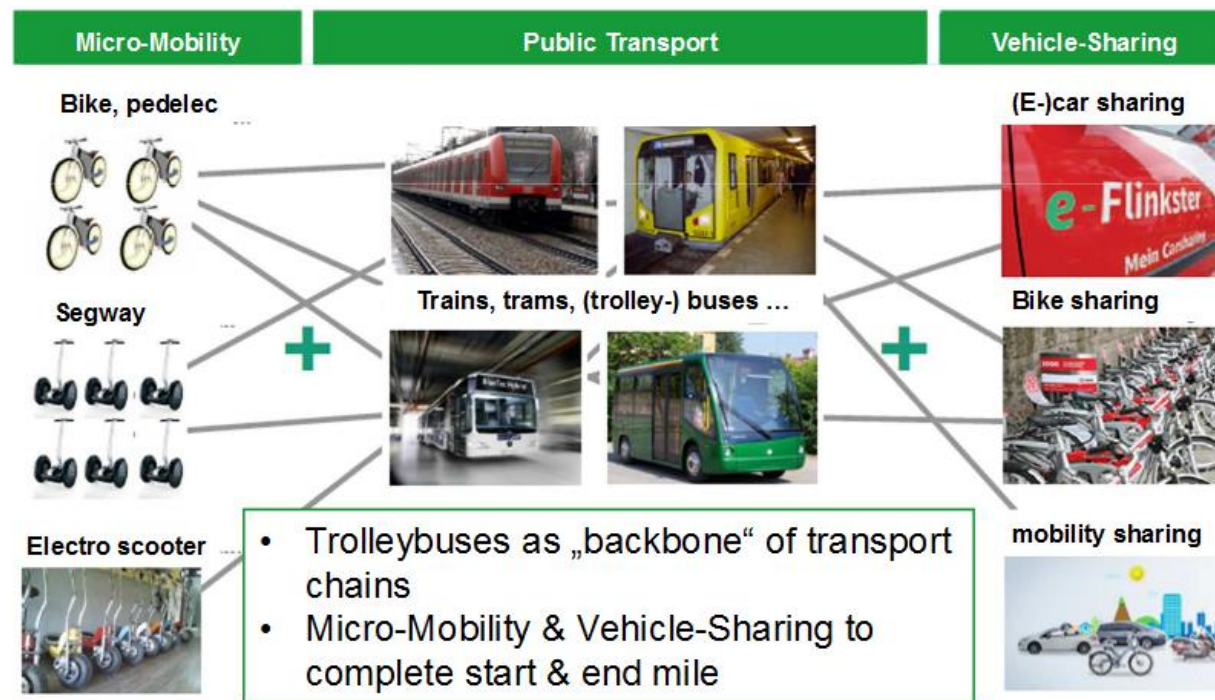 Micro-Mobility
Public Transport
Vehicle-Sharing
Bike, pedelec
...
(E-)car sharing
e-Flinkster
Mein Carsharing
Trains, trams, (trolley-) buses ...
Segway
...
Bike sharing
BlueTec Hybrid
Electro scooter ....
mobility sharing
• Trolleybuses as „backbone“ of transport
chains
• Micro-Mobility & Vehicle-Sharing to
complete start & end mile